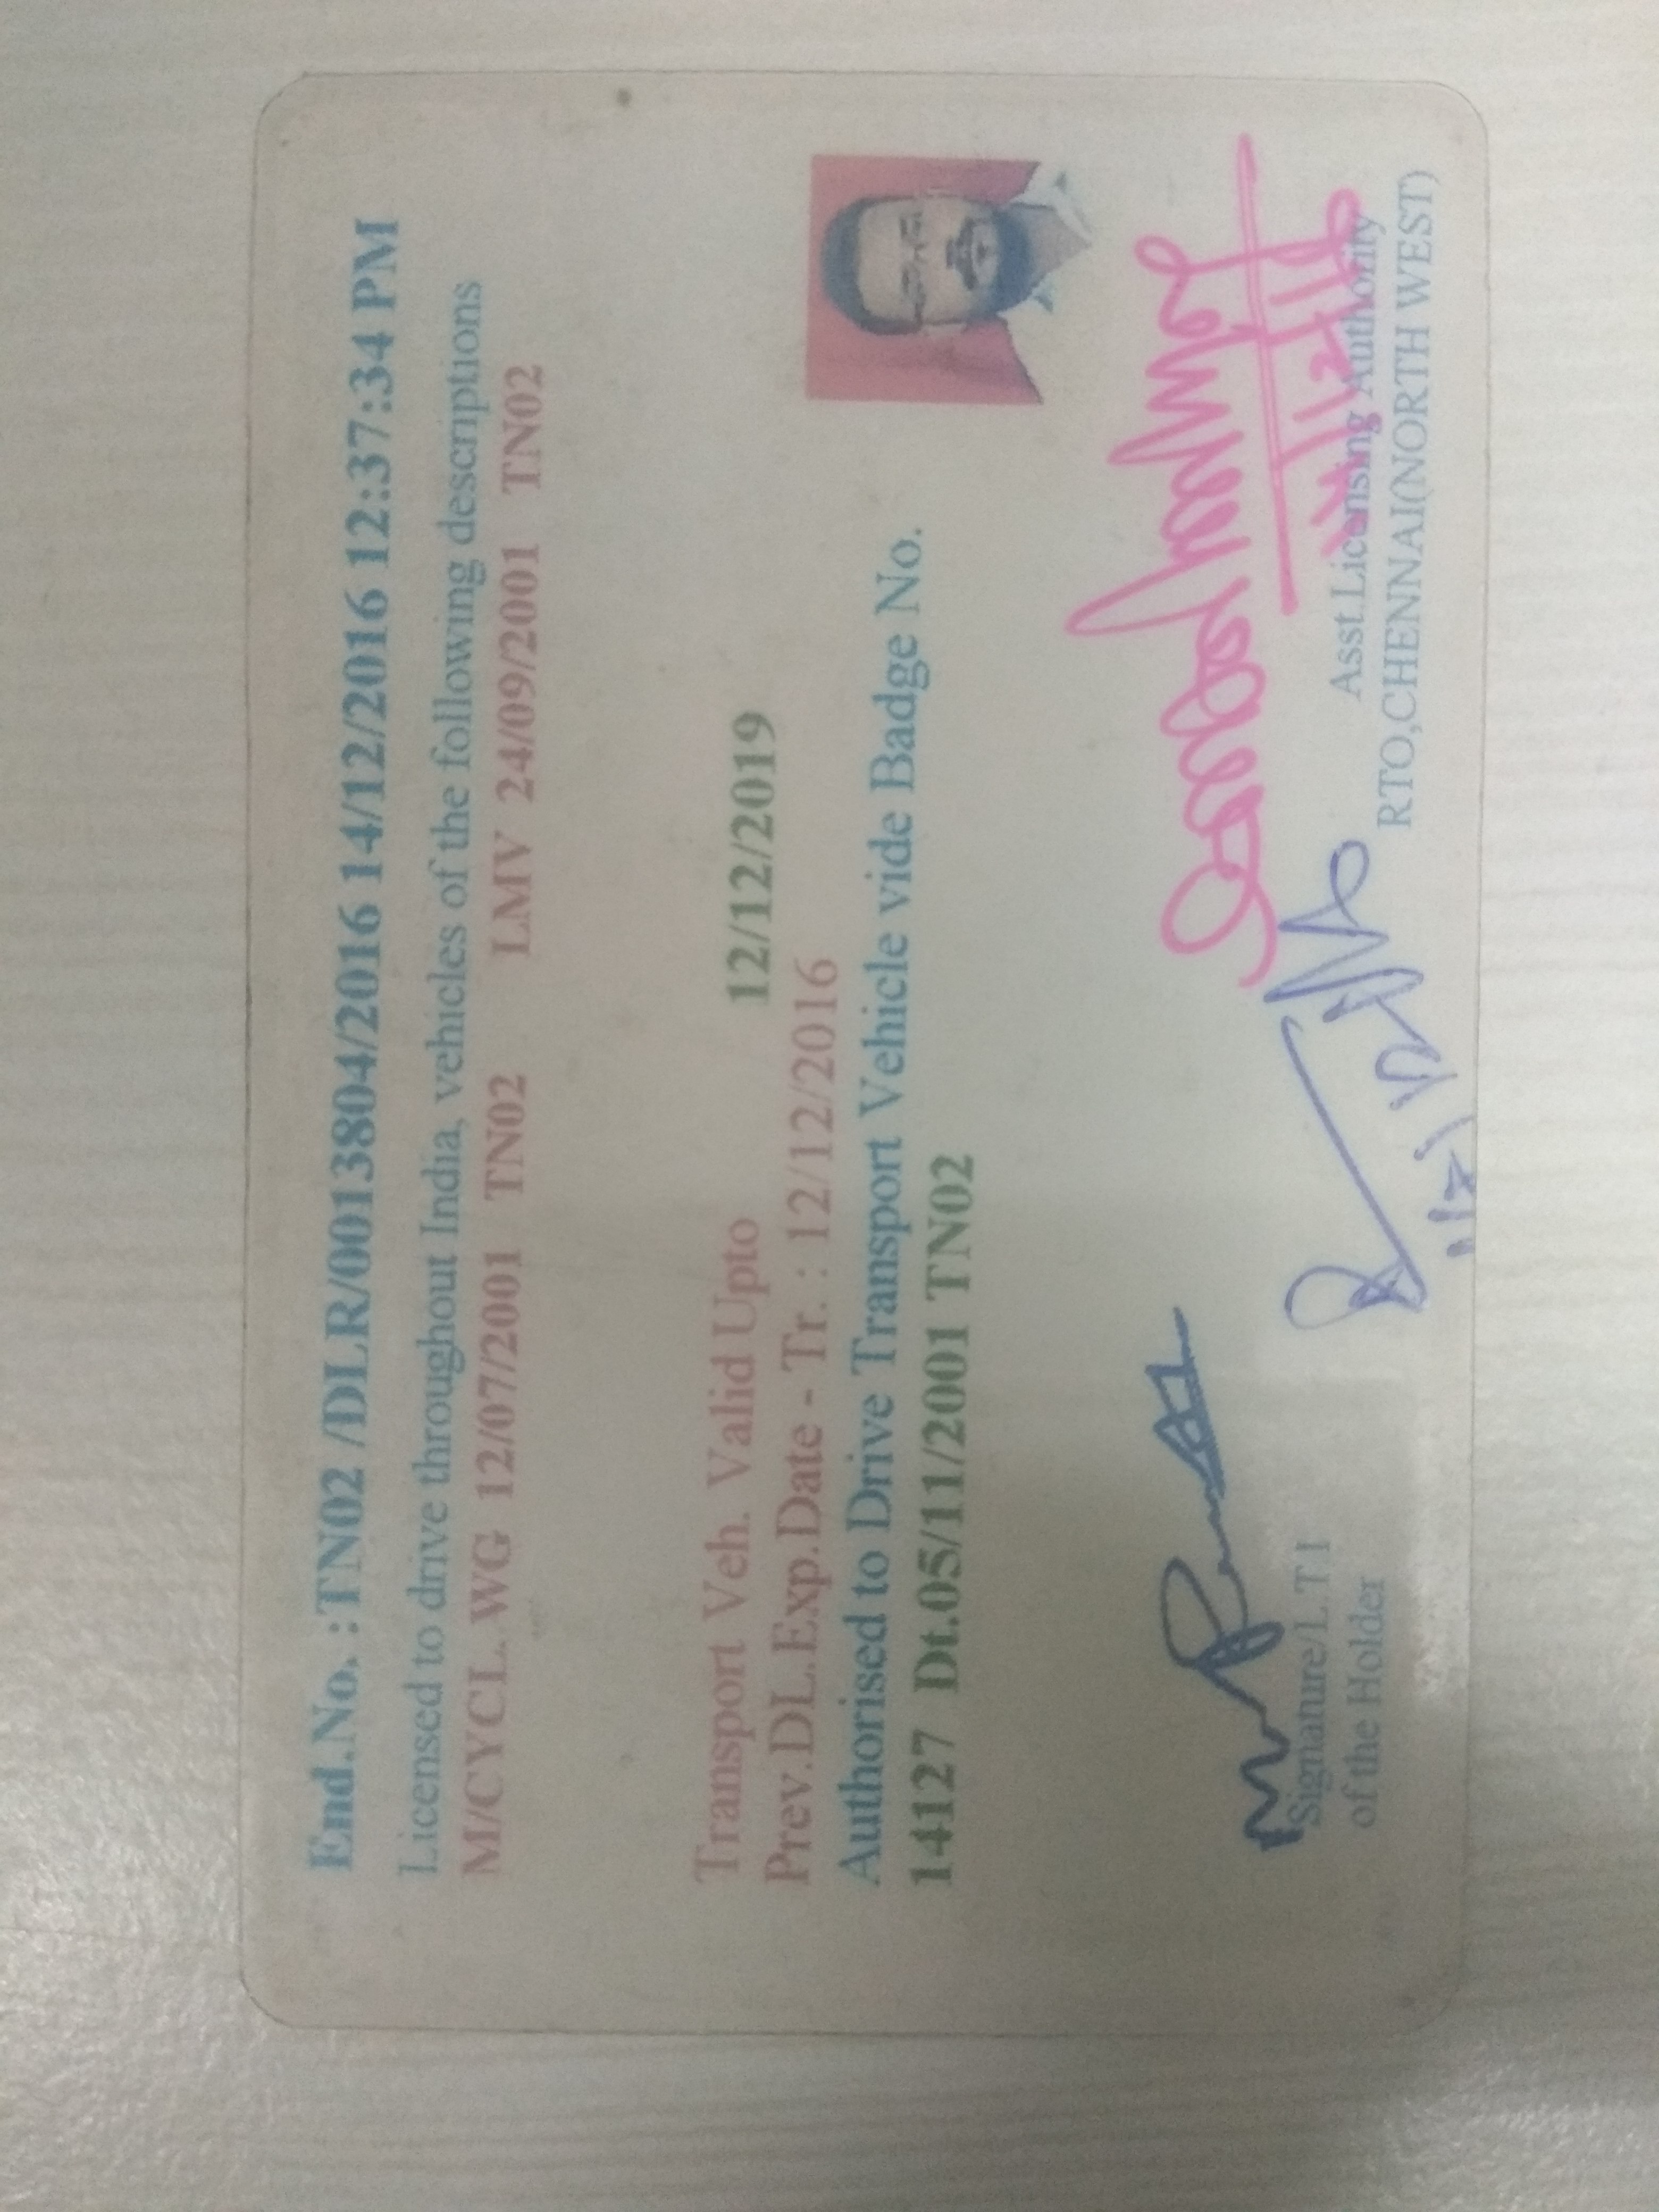 End.No. :TN02 /DLR/0013804/2016 14/12/2016 12:37:34 PM
Licensed to drive throughout India, vehicles of the following descriptions
M/CYCL.WG 12/07/2001 TN02 LMV 24/09/2001 TN02
Transport Veh. Valid Upto 12/12/2019
Prev.DL.Exp.Date - Tr. : 12/12/2016
Authorised to Drive Transport Vehicle vide Badge No.
14127 Dt.05/11/2001 TN02
Signature/L.T I
of the Holder
Asst.Licensing Authority
RTO,CHENNAI(NORTH WEST)